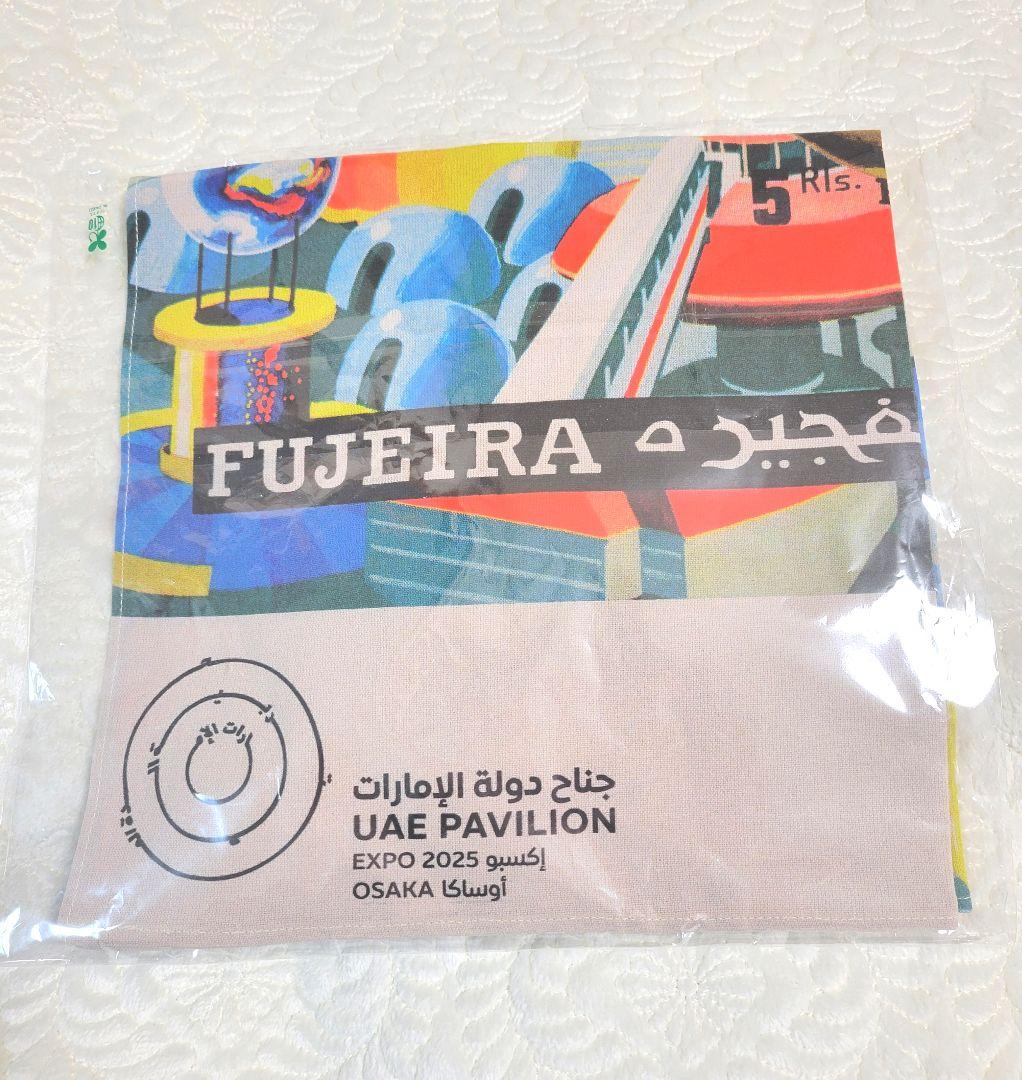 5 Rls.
FUJEIRA فجيره
جناح دولة الإمارات
UAE PAVILION
EXPO 2025 إكسبو
OSAKA أوساكا